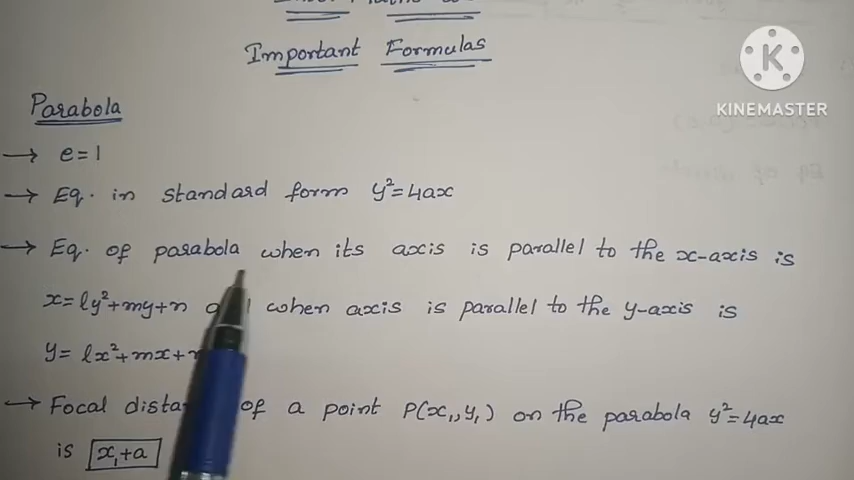 Important Formulas
K
KINEMASTER
Parabola
→ e=1
→ Eq. in standard form y²=4ax
→ Eq. of parabola when its axis is parallel to the x-axis is
x=ly²+my+n when axis is parallel to the y-axis is
y= lx²+mx+
→ Focal of a point P(x₁,y₁) on the parabola y²=4ax
is x₁+a